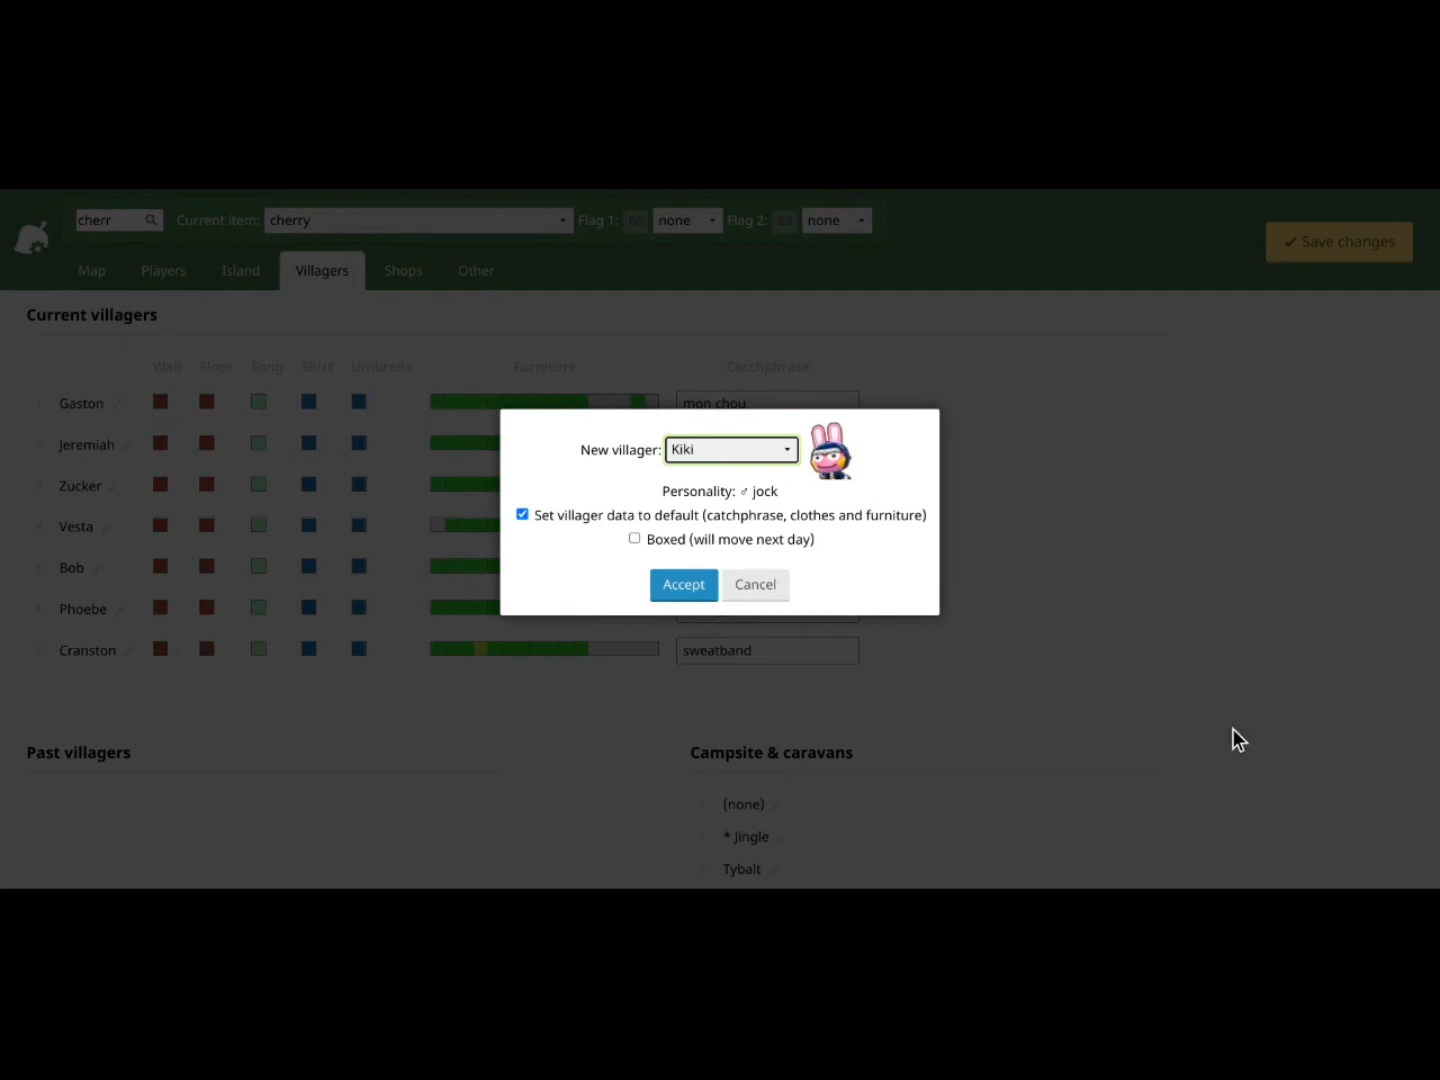 cherr Current item: cherry Flag 1: 00 none Flag 2: 00 none
Save changes
Map Players Island Villagers Shops Other
Current villagers
Wall Floor Song Shirt Umbrella Furniture Catchphrase
Gaston mon chou
Jeremiah
Zucker
Vesta
Bob
Phoebe
Cranston sweatband
New villager: Kiki
Personality: ♂ jock
Set villager data to default (catchphrase, clothes and furniture)
Boxed (will move next day)
Accept Cancel
Past villagers
Campsite & caravans
(none)
* Jingle
Tybalt